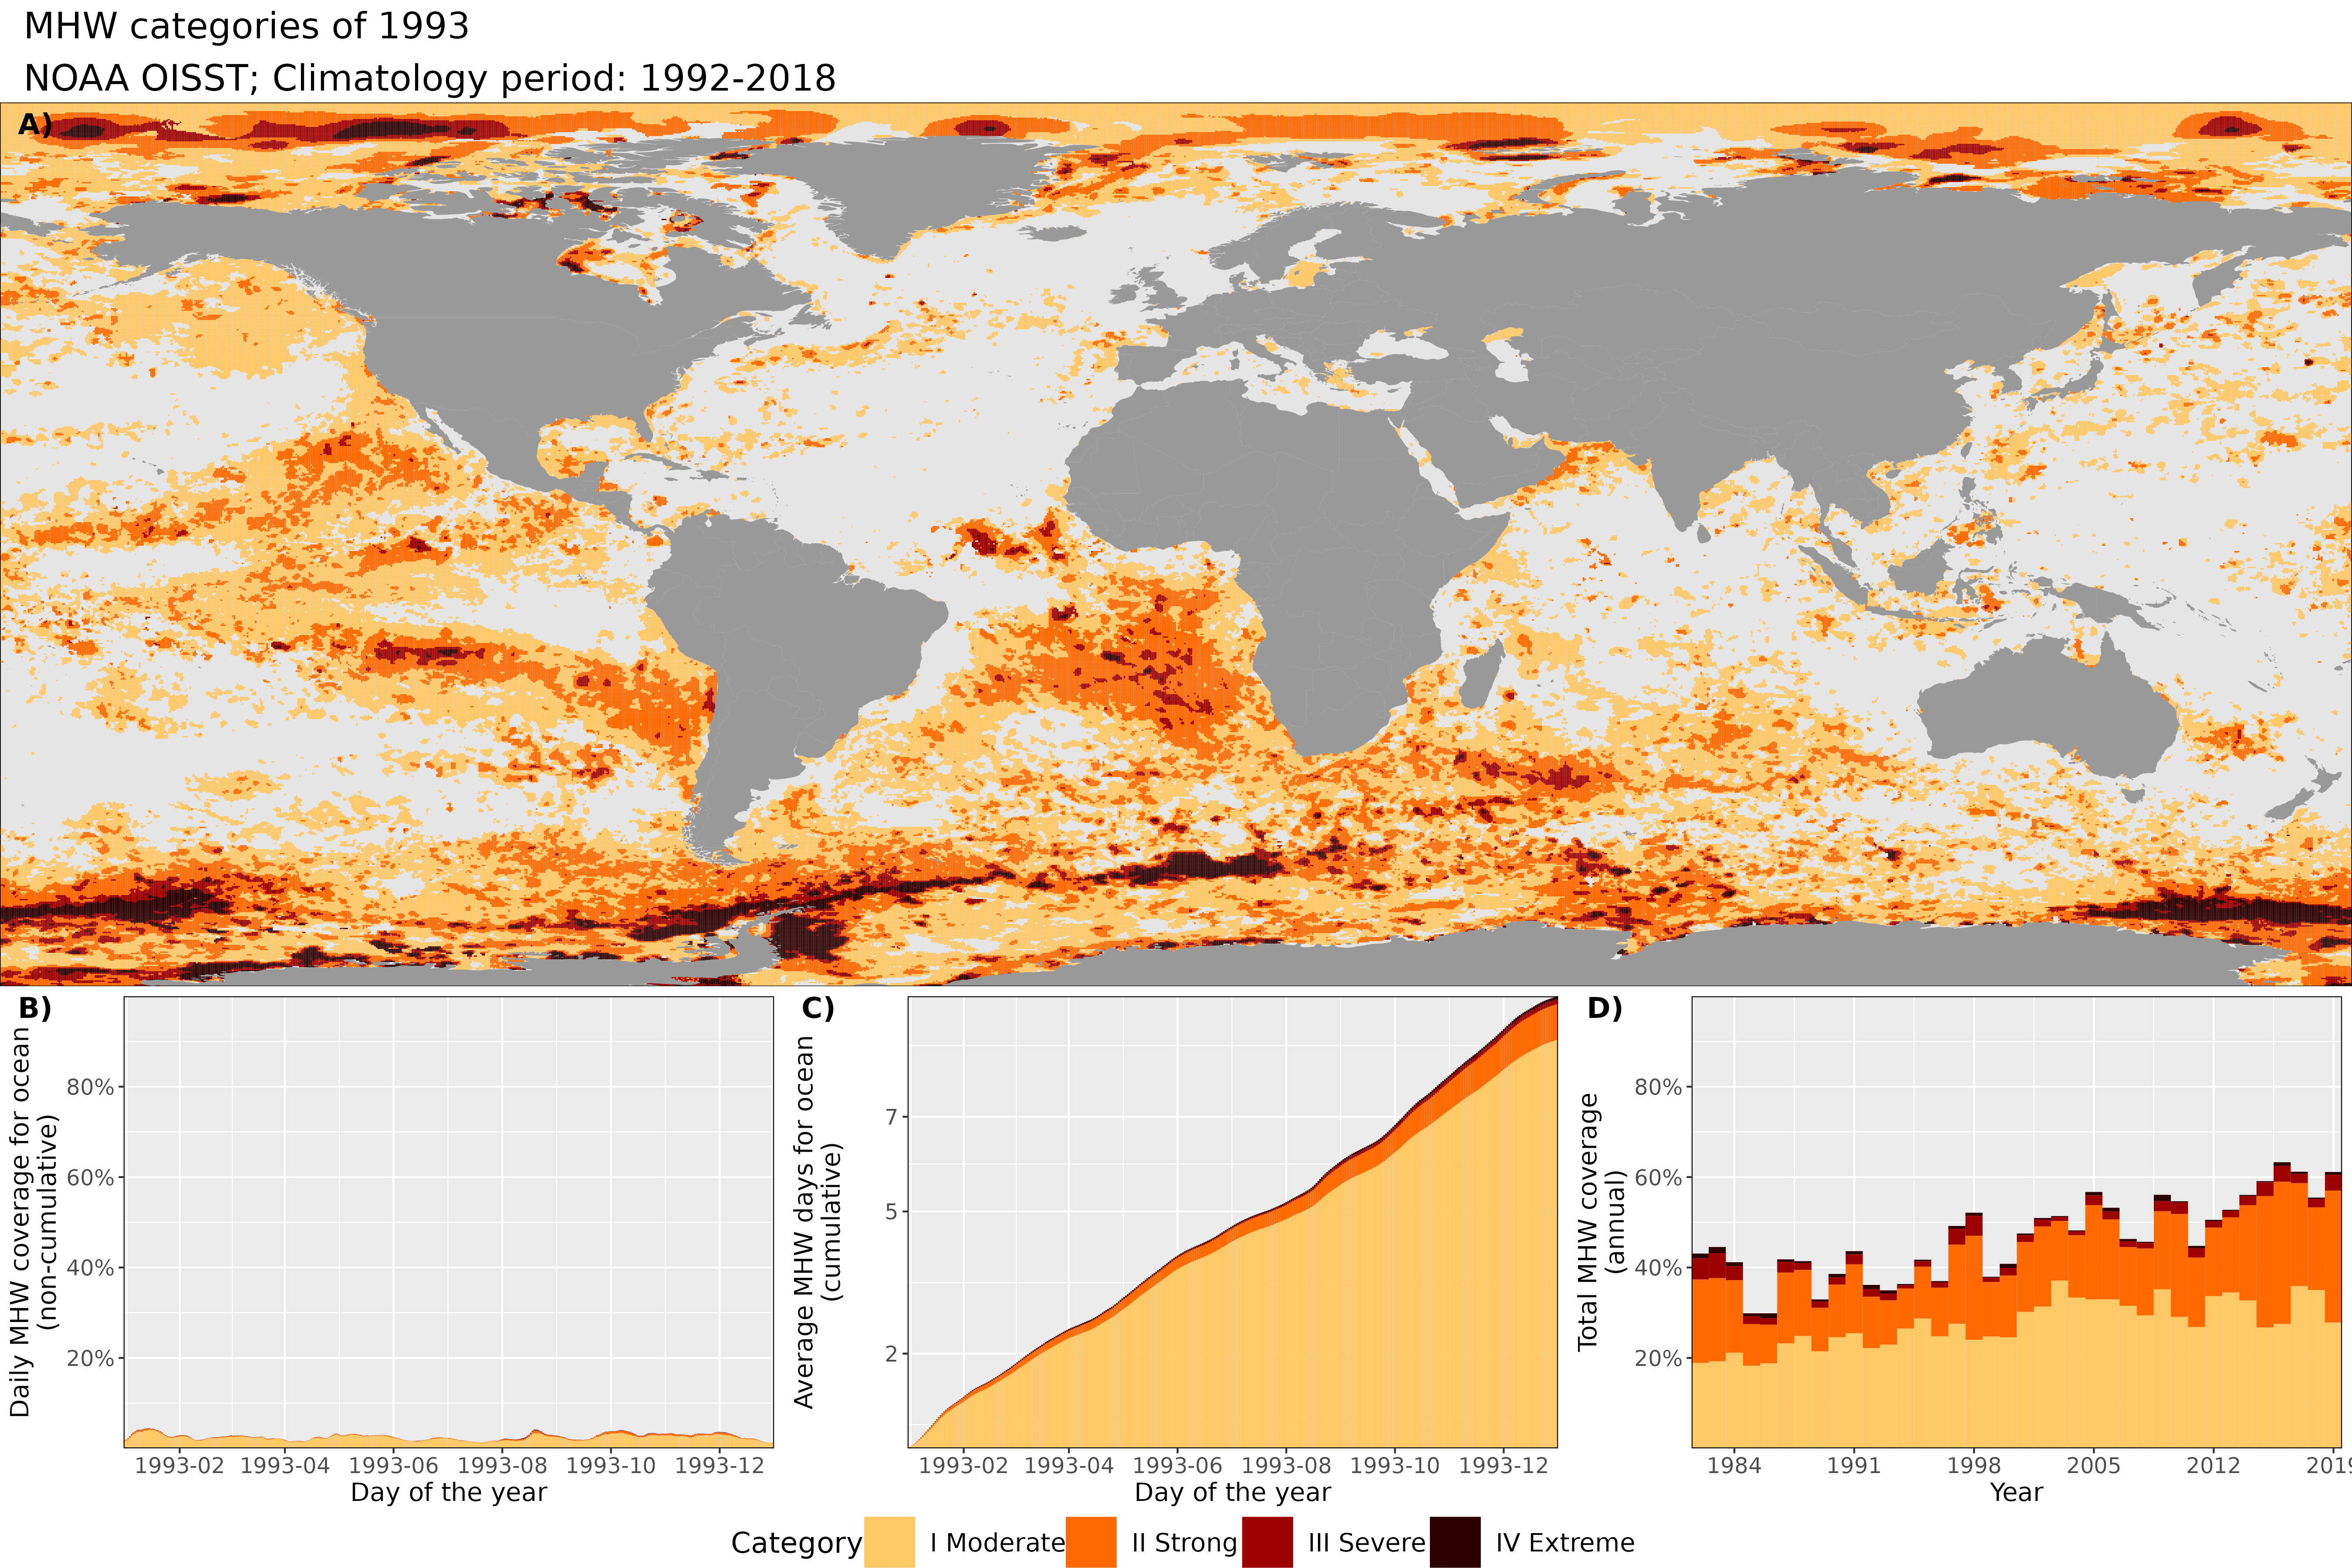 MHW categories of 1993
NOAA OISST; Climatology period: 1992-2018
A)
B)
Daily MHW coverage for ocean
(non-cumulative)
80%
60%
40%
20%
1993-02 1993-04 1993-06 1993-08 1993-10 1993-12
Day of the year
C)
Average MHW days for ocean
(cumulative)
7
5
2
1993-02 1993-04 1993-06 1993-08 1993-10 1993-12
Day of the year
D)
Total MHW coverage
(annual)
80%
60%
40%
20%
1984 1991 1998 2005 2012 2019
Year
Category I Moderate II Strong III Severe IV Extreme